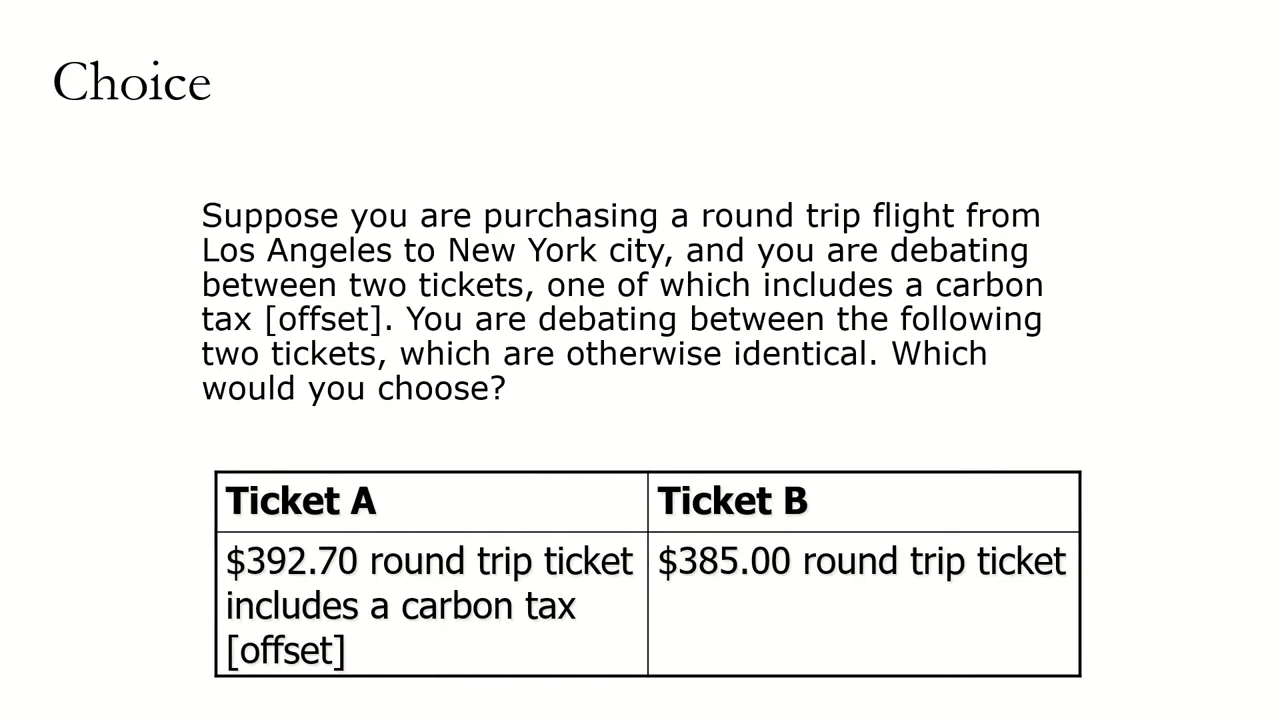 Choice
Suppose you are purchasing a round trip flight from
Los Angeles to New York city, and you are debating
between two tickets, one of which includes a carbon
tax [offset]. You are debating between the following
two tickets, which are otherwise identical. Which
would you choose?
Ticket A
Ticket B
$392.70 round trip ticket
includes a carbon tax
[offset]
$385.00 round trip ticket